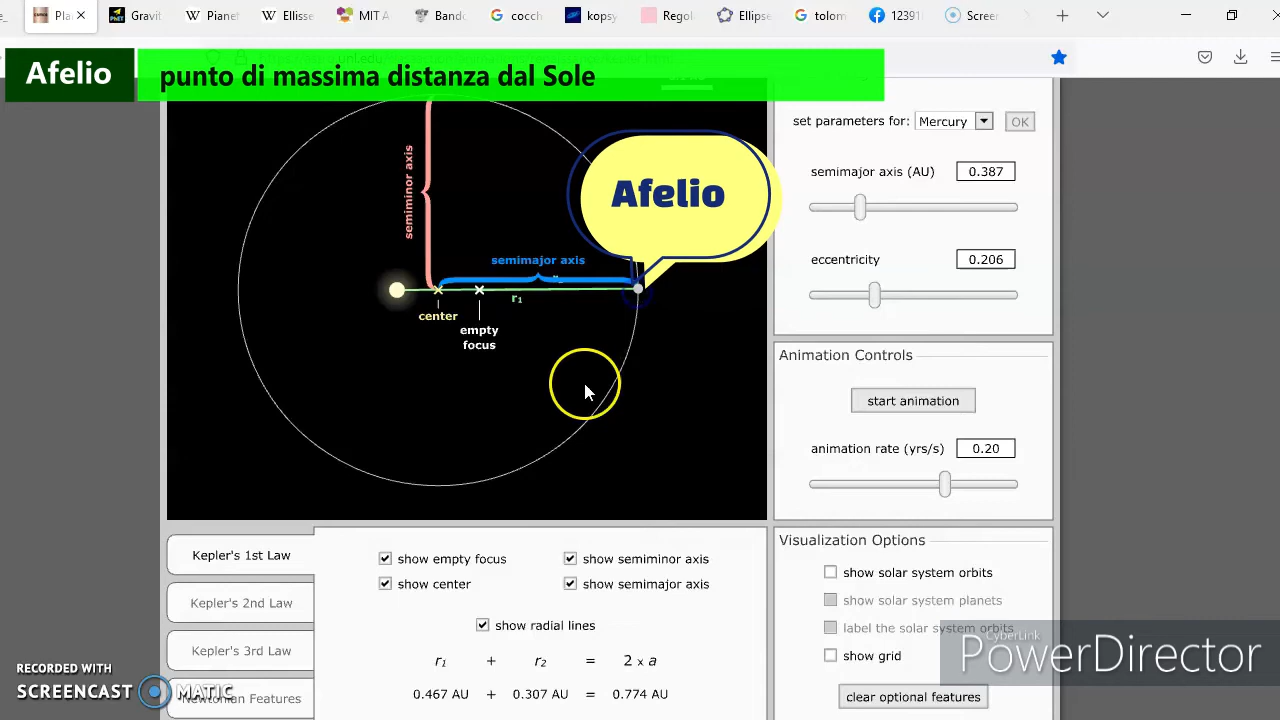 Plan
Gravit
Pianet
Ellisse
MIT A
Bando
cocch
kopsy
Regol
Ellipse
tolom
12391
Screen
Afelio
punto di massima distanza dal Sole
Afelio
semiminor axis
semimajor axis
r₁
center
empty
focus
set parameters for: Mercury OK
semimajor axis (AU) 0.387
eccentricity 0.206
Animation Controls
start animation
animation rate (yrs/s) 0.20
Kepler's 1st Law
Kepler's 2nd Law
Kepler's 3rd Law
Newtonian Features
show empty focus
show semiminor axis
show center
show semimajor axis
show radial lines
r₁ + r₂ = 2 x a
0.467 AU + 0.307 AU = 0.774 AU
Visualization Options
show solar system orbits
show solar system planets
label the solar system orbits
show grid
clear optional features
CyberLink
PowerDirector
RECORDED WITH
SCREENCAST MATIC